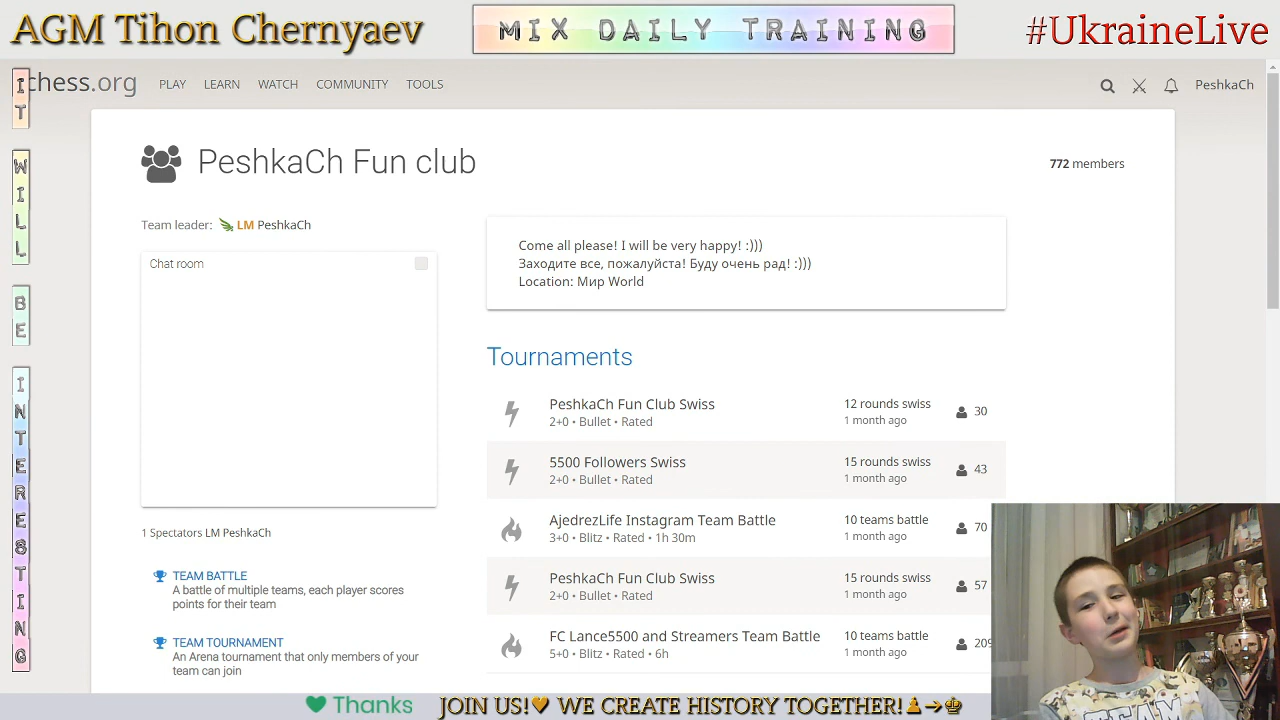 AGM Tihon Chernyaev
MIX DAILY TRAINING
#UkraineLive
IT WILL BE INTERESTING
chess.org
PLAY LEARN WATCH COMMUNITY TOOLS
PeshkaCh
PeshkaCh Fun club
772 members
Team leader: LM PeshkaCh
Chat room
Come all please! I will be very happy! :)))
Заходите все, пожалуйста! Буду очень рад! :)))
Location: Мир World
Tournaments
PeshkaCh Fun Club Swiss
2+0 • Bullet • Rated
12 rounds swiss
1 month ago
30
5500 Followers Swiss
2+0 • Bullet • Rated
15 rounds swiss
1 month ago
43
AjedrezLife Instagram Team Battle
3+0 • Blitz • Rated • 1h 30m
10 teams battle
1 month ago
70
PeshkaCh Fun Club Swiss
2+0 • Bullet • Rated
15 rounds swiss
1 month ago
57
FC Lance5500 and Streamers Team Battle
5+0 • Blitz • Rated • 6h
10 teams battle
1 month ago
1 Spectators LM PeshkaCh
TEAM BATTLE
A battle of multiple teams, each player scores
points for their team
TEAM TOURNAMENT
An Arena tournament that only members of your
team can join
TEAM
Thanks
JOIN US!🧡 WE CREATE HISTORY TOGETHER!♟→♚